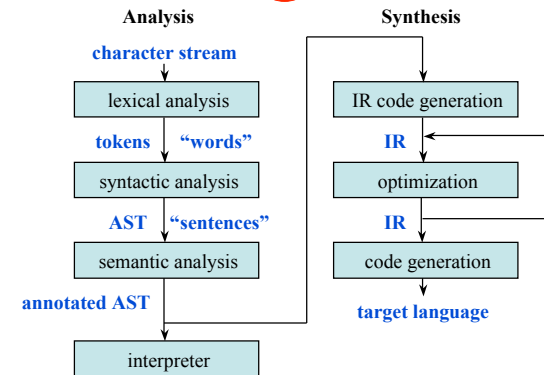 Analysis
character stream
lexical analysis
tokens “words”
syntactic analysis
AST “sentences”
semantic analysis
annotated AST
interpreter
Synthesis
IR code generation
IR
optimization
IR
code generation
target language